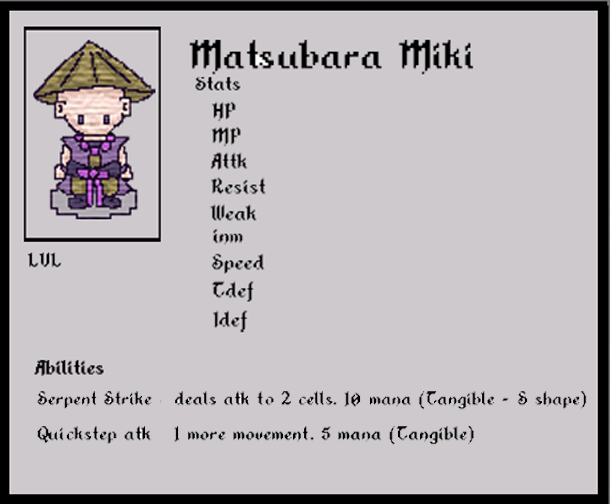 Matsubara Miki
Stats
HP
MP
Attk
Resist
Weak
inm
Speed
Tdef
Idef
LVL
Abilities
Serpent Strike deals atk to 2 cells. 10 mana (Tangible - S shape)
Quickstep atk 1 more movement. 5 mana (Tangible)